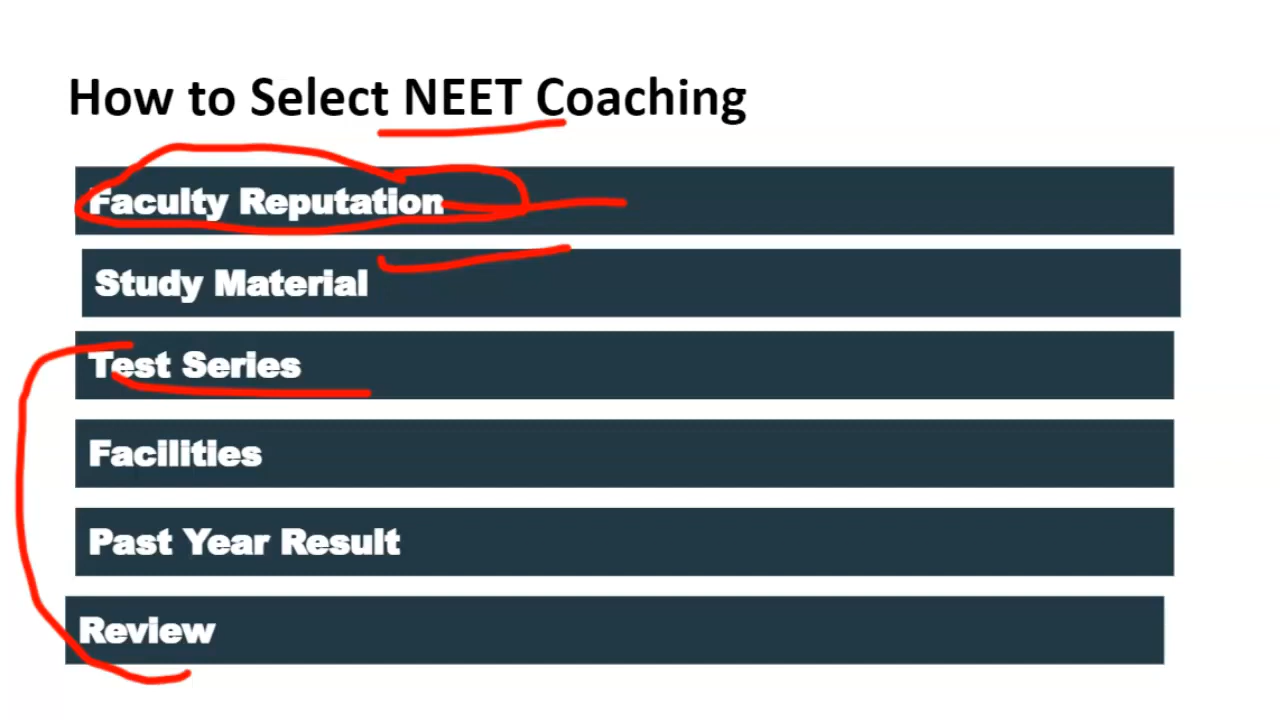 How to Select NEET Coaching
Faculty Reputation
Study Material
Test Series
Facilities
Past Year Result
Review